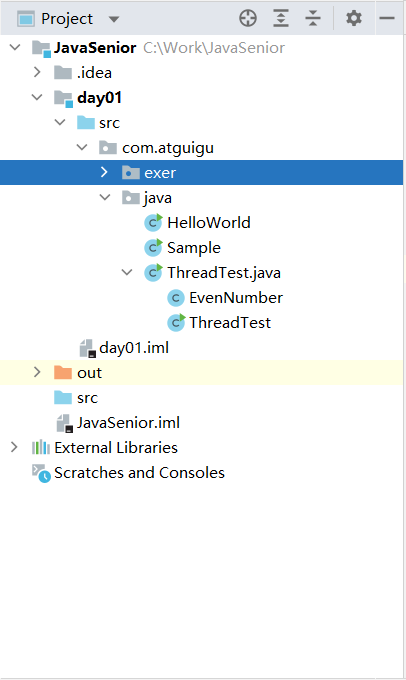 Project
JavaSenior C:\Work\JavaSenior
.idea
day01
src
com.atguigu
exer
java
HelloWorld
Sample
ThreadTest.java
EvenNumber
ThreadTest
day01.iml
out
src
JavaSenior.iml
External Libraries
Scratches and Consoles